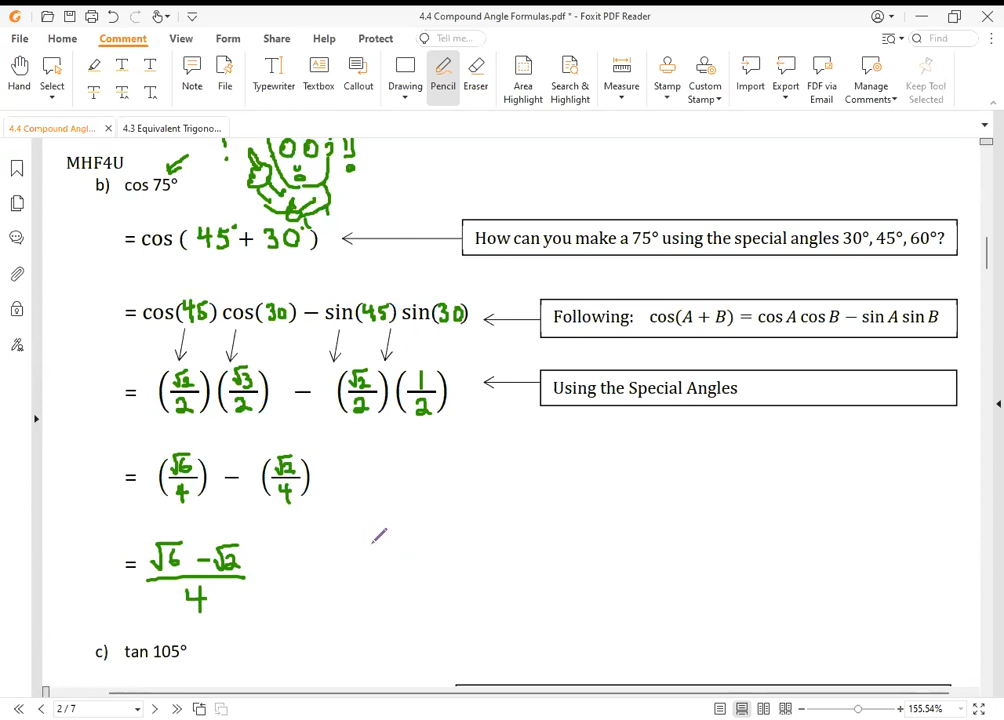 4.4 Compound Angle Formulas.pdf * - Foxit PDF Reader
File Home Comment View Form Share Help Protect Tell me... Find
Hand Select Note File Typewriter Textbox Callout Drawing Pencil Eraser Area Highlight Search & Highlight Measure Stamp Custom Stamp Import Export FDF via Email Manage Comments Keep Tool Selected
4.4 Compound Angl... 4.3 Equivalent Trigono...
MHF4U
b) cos 75°
= cos ( 45° + 30° ) How can you make a 75° using the special angles 30°, 45°, 60°?
= cos(45) cos(30) − sin(45) sin(30) Following: cos(A + B) = cos A cos B − sin A sin B
= (√2/2)(√3/2) − (√2/2)(1/2) Using the Special Angles
= (√6/4) − (√2/4)
= √6 − √2
4
c) tan 105°
2 / 7 155.54%